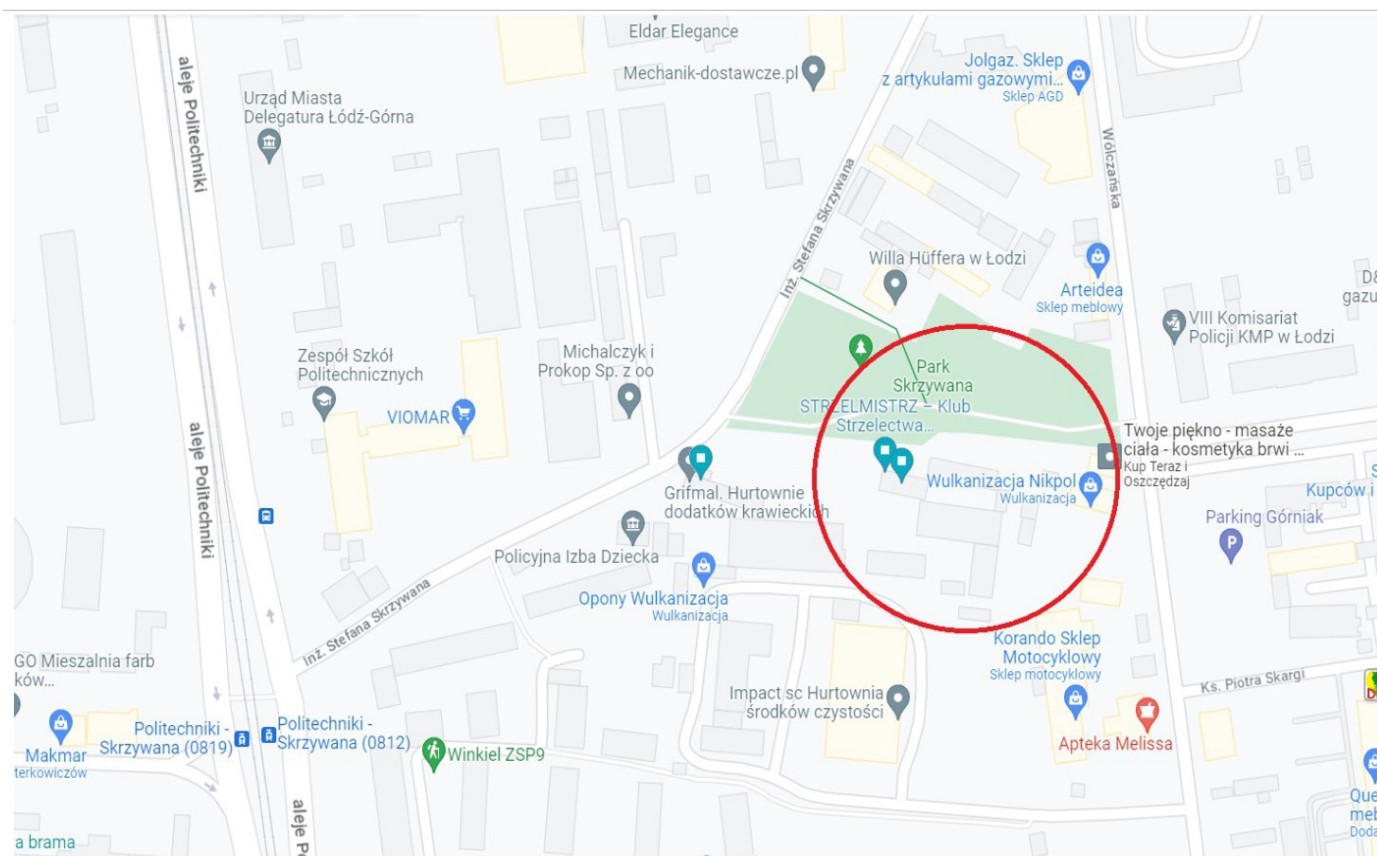 Eldar Elegance
Mechanik-dostawcze.pl
Jolgaz. Sklep
z artykułami gazowymi...
Sklep AGD
aleje Politechniki
Urząd Miasta
Delegatura Łódź-Górna
Wólczańska
Inż. Stefana Skrzywana
Willa Hüffera w Łodzi
Arteidea
Sklep meblowy
D&
gazu
VIII Komisariat
Policji KMP w Łodzi
Zespół Szkół
Politechnicznych
Michalczyk i
Prokop Sp. z oo
VIOMAR
Park
Skrzywana
STRZELMISTRZ – Klub
Strzelectwa...
Twoje piękno - masaże
ciała - kosmetyka brwi ...
Kup Teraz i
Oszczędzaj
aleje Politechniki
Grifmal. Hurtownie
dodatków krawieckich
Wulkanizacja Nikpol
Wulkanizacja
S
Kupców i
Parking Górniak
P
Policyjna Izba Dziecka
Opony Wulkanizacja
Wulkanizacja
Inż. Stefana Skrzywana
Korando Sklep
Motocyklowy
Sklep motocyklowy
GO Mieszalnia farb
ków...
Ks. Piotra Skargi
Impact sc Hurtownia
środków czystości
Politechniki -
Skrzywana (0819)
Politechniki -
Skrzywana (0812)
Makmar
terkowiczów
Winkiel ZSP9
Apteka Melissa
Que
meb
Doda
aleje Po
a brama